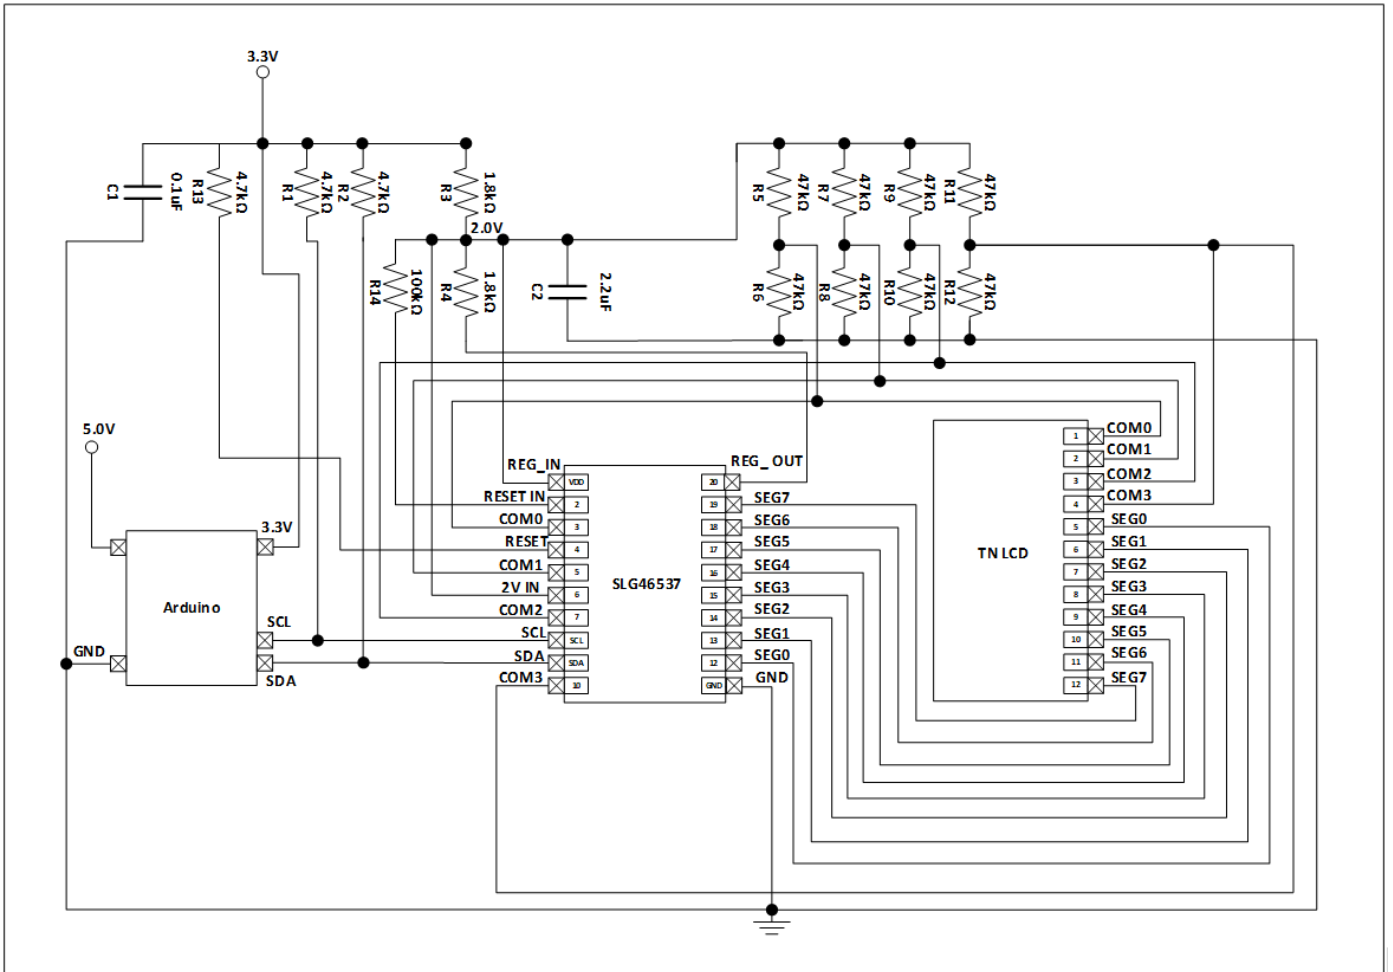 3.3V
C1
0.1uF
R13
4.7kΩ
R1
4.7kΩ
R2
4.7kΩ
R3
1.8kΩ
R5
47kΩ
R7
47kΩ
R9
47kΩ
R11
47kΩ
2.0V
R14
100kΩ
R4
1.8kΩ
C2
2.2uF
R6
47kΩ
R8
47kΩ
R10
47kΩ
R12
47kΩ
5.0V
3.3V
Arduino
SCL
GND
SDA
REG_IN
RESET IN
COM0
RESET
COM1
2V IN
COM2
SCL
SDA
COM3
VDD
2
3
4
5
6
7
SCL
SDA
10
SLG46537
20
19
18
17
16
15
14
13
12
GND
REG_OUT
SEG7
SEG6
SEG5
SEG4
SEG3
SEG2
SEG1
SEG0
GND
TN LCD
1
2
3
4
5
6
7
8
9
10
11
12
COM0
COM1
COM2
COM3
SEG0
SEG1
SEG2
SEG3
SEG4
SEG5
SEG6
SEG7